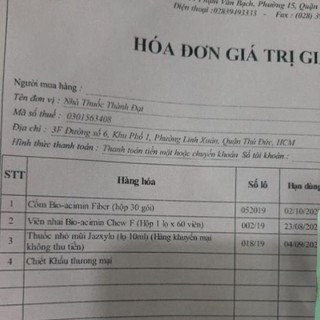 Phạm Văn Bạch, Phường 15, Quận
Điện thoại :02839493333 - Fax : (028) 39
HÓA ĐƠN GIÁ TRỊ GI
Người mua hàng :
Tên đơn vị : Nhà Thuốc Thành Đạt
Mã số thuế : 0301563408
Địa chỉ : 3F Đường số 6, Khu Phố 1, Phường Linh Xuân, Quận Thủ Đức, HCM
Hình thức thanh toán : Thanh toán tiền mặt hoặc chuyển khoản Số tài khoản :
STT Hàng hóa Số lô Hạn dùng
1 Cốm Bio-acimin Fiber (hộp 30 gói) 052019 02/10/202
2 Viên nhai Bio-acimin Chew F (Hộp 1 lọ x 60 viên) 002/19 23/08/202
3 Thuốc nhỏ mũi Jazxylo (lọ 10ml) (Hàng khuyến mại 018/19 04/09/202
không thu tiền)
4 Chiết Khấu thương mại